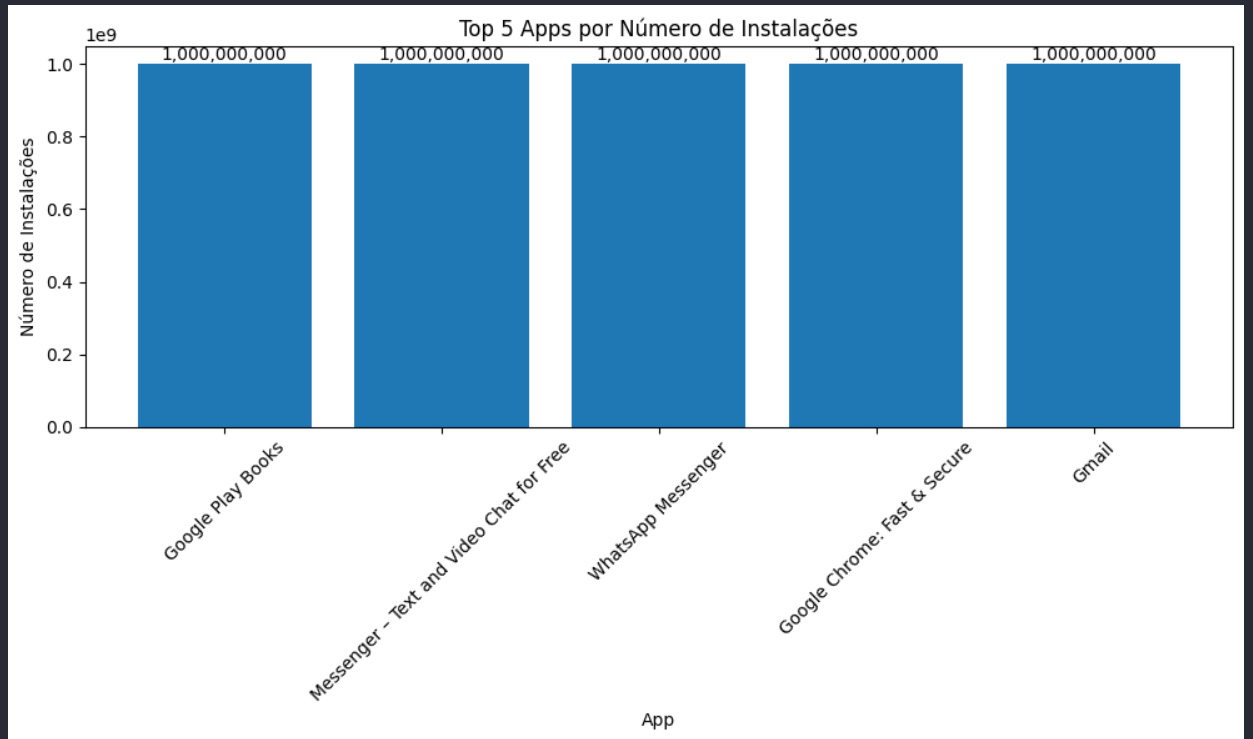 Top 5 Apps por Número de Instalações
1e9
1,000,000,000 1,000,000,000 1,000,000,000 1,000,000,000 1,000,000,000
1.0
0.8
0.6
0.4
0.2
0.0
Número de Instalações
Google Play Books
Messenger – Text and Video Chat for Free
WhatsApp Messenger
Google Chrome: Fast & Secure
Gmail
App